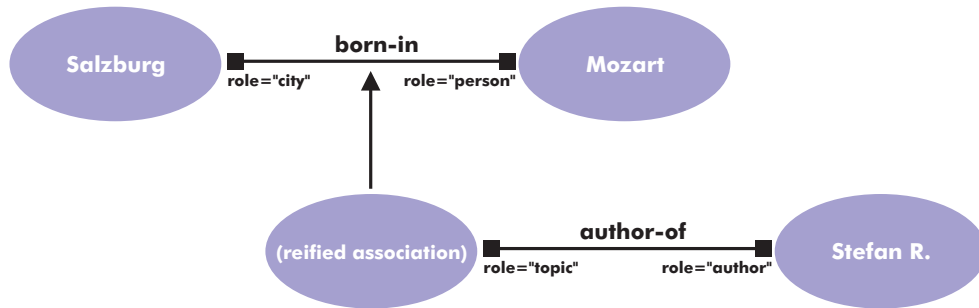 born-in
Salzburg
Mozart
role="city"
role="person"
author-of
(reified association)
Stefan R.
role="topic"
role="author"